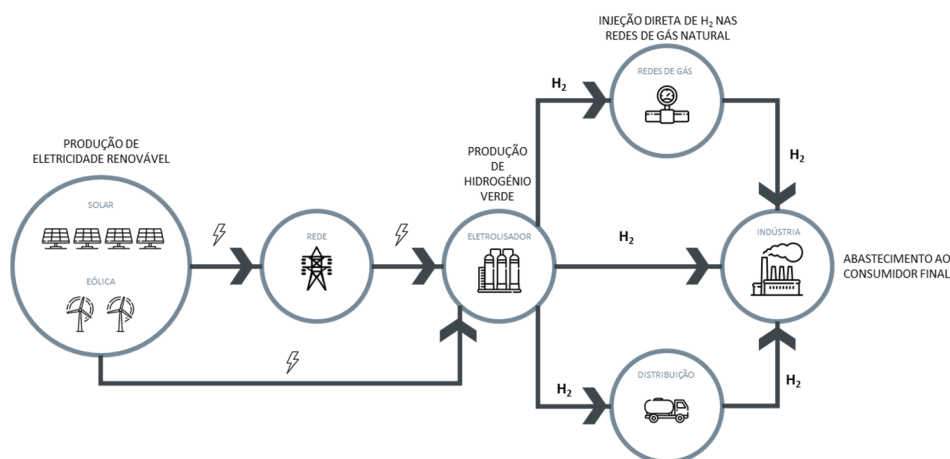 INJEÇÃO DIRETA DE H₂ NAS
REDES DE GÁS NATURAL
REDES DE GÁS
H₂
H₂
PRODUÇÃO DE
ELETRICIDADE RENOVÁVEL
SOLAR
EÓLICA
REDE
PRODUÇÃO
DE
HIDROGÉNIO
VERDE
ELETROLISADOR
H₂
INDÚSTRIA
ABASTECIMENTO AO
CONSUMIDOR FINAL
DISTRIBUIÇÃO
H₂
H₂